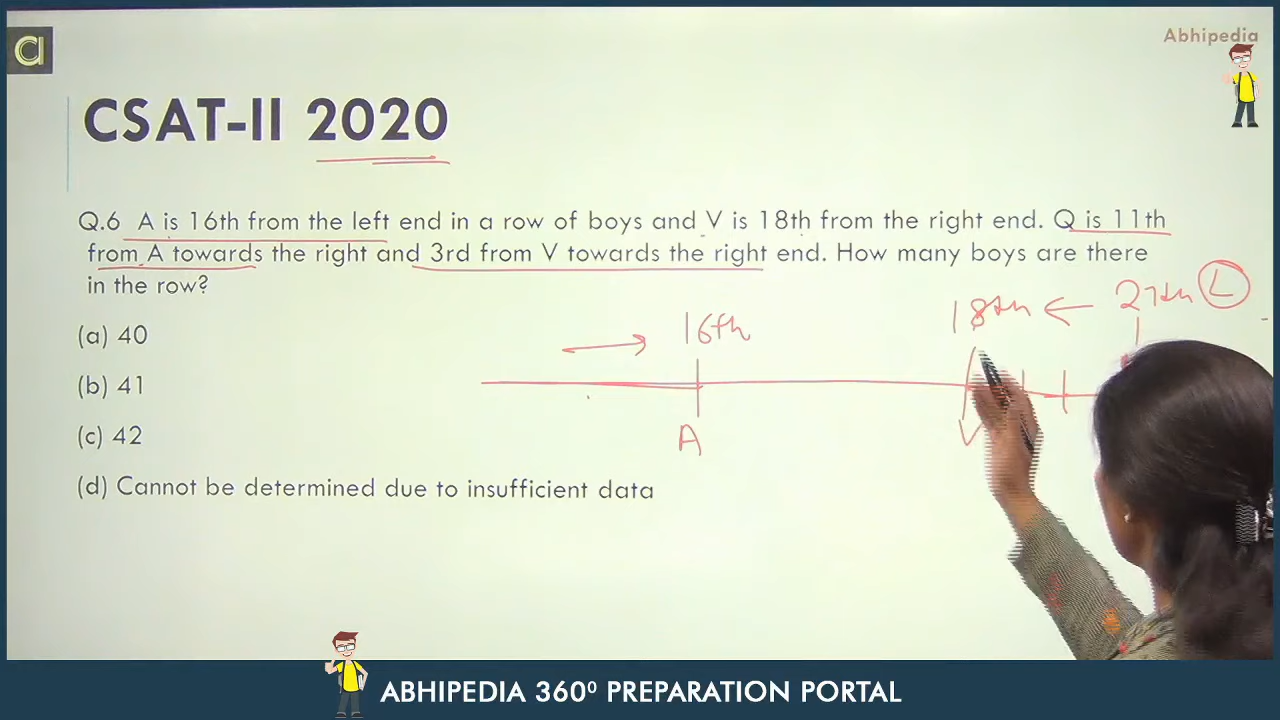 Abhipedia
CSAT-II 2020
Q.6 A is 16th from the left end in a row of boys and V is 18th from the right end. Q is 11th
from A towards the right and 3rd from V towards the right end. How many boys are there
in the row?
(a) 40
(b) 41
(c) 42
(d) Cannot be determined due to insufficient data
16th
18th ← 27th L
A
V
ABHIPEDIA 360⁰ PREPARATION PORTAL